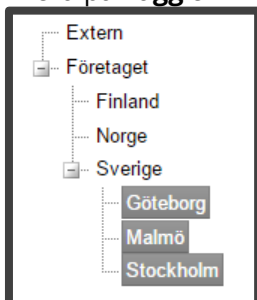 Extern
Företaget
Finland
Norge
Sverige
Göteborg
Malmö
Stockholm